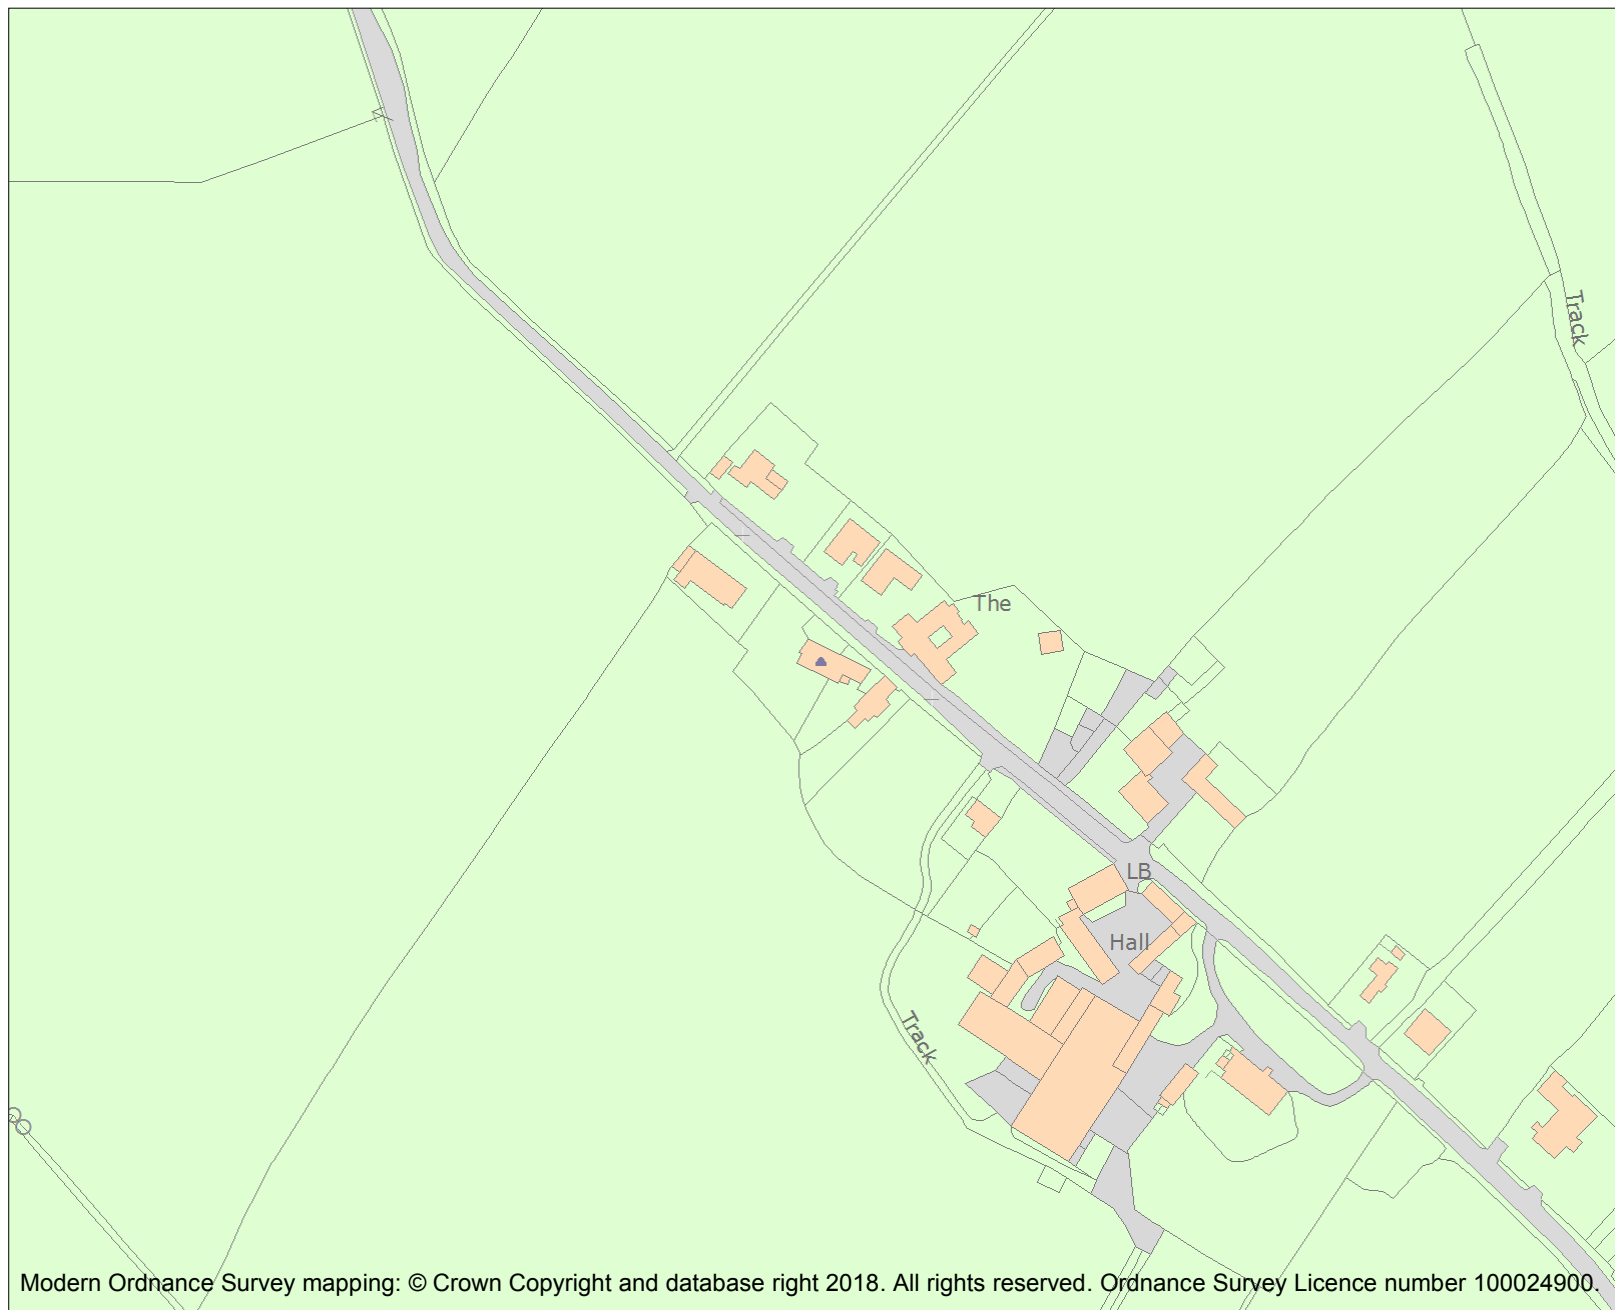 Track
The
LB
Hall
Track
Modern Ordnance Survey mapping: © Crown Copyright and database right 2018. All rights reserved. Ordnance Survey Licence number 100024900.